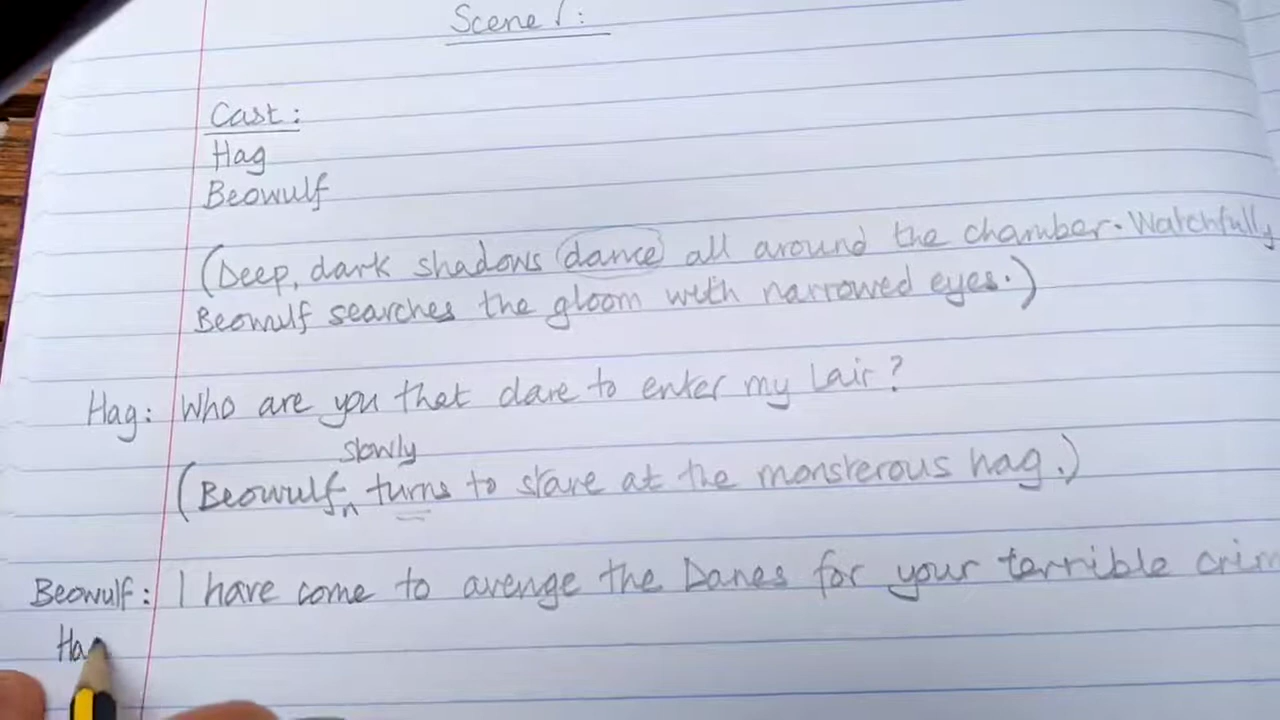 Scene 1:
Cast:
Hag
Beowulf
(Deep, dark shadows dance all around the chamber. Watchfully
Beowulf searches the gloom with narrowed eyes.)
Hag: Who are you that dare to enter my lair?
slowly
(Beowulf turns to stare at the monsterous hag.)
Beowulf: I have come to avenge the Danes for your terrible crim
Ha